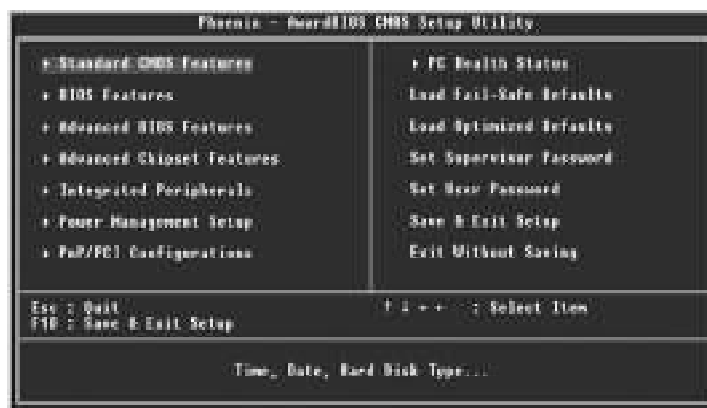 Phoenix - AwardBIOS CMOS Setup Utility
Standard CMOS Features
BIOS Features
Advanced BIOS Features
Advanced Chipset Features
Integrated Peripherals
Power Management Setup
PnP/PCI Configurations
PC Health Status
Load Fail-Safe Defaults
Load Optimized Defaults
Set Supervisor Password
Set User Password
Save & Exit Setup
Exit Without Saving
Esc : Quit
F10 : Save & Exit Setup
: Select Item
Time, Date, Hard Disk Type...